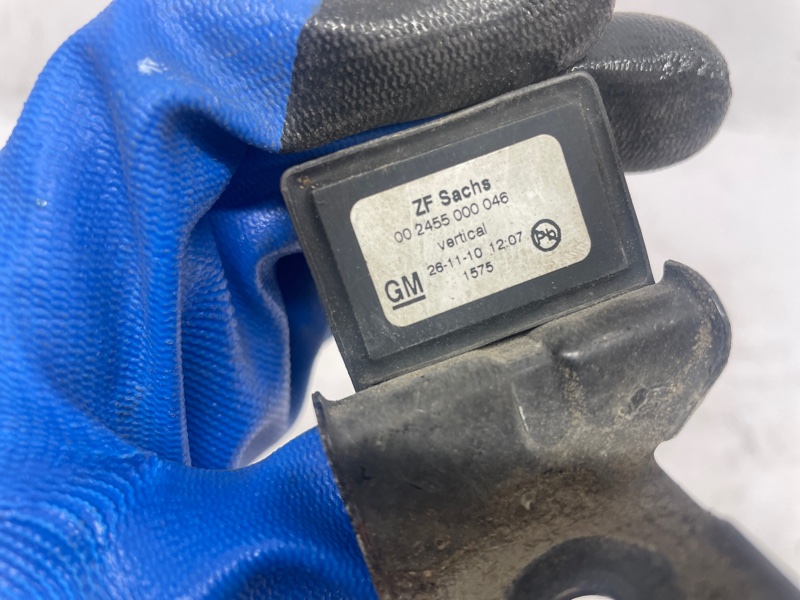 ZF Sachs
00 2455 000 046
vertical
26-11-10 12:07
Pb
GM
1575